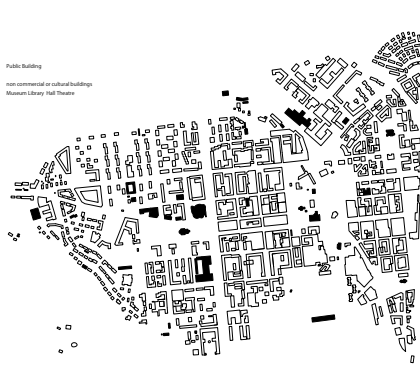 Public Building
non commercial or cultural buildings
Museum Library Hall Theatre